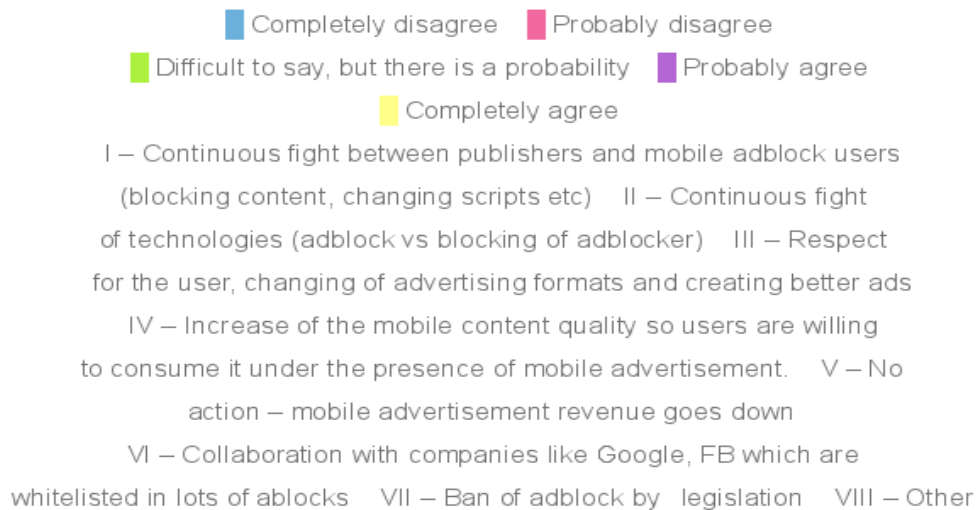 Completely disagree Probably disagree
Difficult to say, but there is a probability Probably agree
Completely agree
I – Continuous fight between publishers and mobile adblock users
(blocking content, changing scripts etc) II – Continuous fight
of technologies (adblock vs blocking of adblocker) III – Respect
for the user, changing of advertising formats and creating better ads
IV – Increase of the mobile content quality so users are willing
to consume it under the presence of mobile advertisement. V – No
action – mobile advertisement revenue goes down
VI – Collaboration with companies like Google, FB which are
whitelisted in lots of ablocks VII – Ban of adblock by legislation VIII – Other